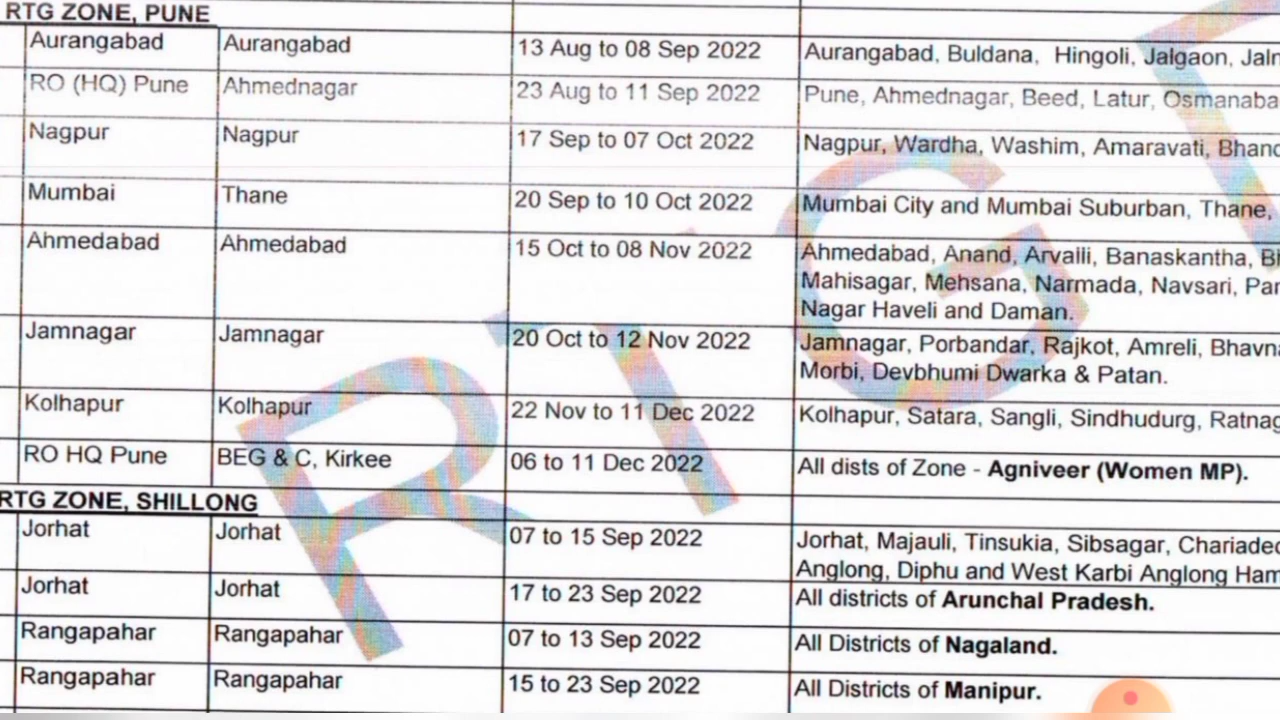 RTG ZONE, PUNE
Aurangabad Aurangabad 13 Aug to 08 Sep 2022 Aurangabad, Buldana, Hingoli, Jalgaon,
RO (HQ) Pune Ahmednagar 23 Aug to 11 Sep 2022 Pune, Ahmednagar, Beed, Latur,
Nagpur Nagpur 17 Sep to 07 Oct 2022 Nagpur, Wardha, Washim, Amaravati,
Mumbai Thane 20 Sep to 10 Oct 2022 Mumbai City and Mumbai Suburban, Thane,
Ahmedabad Ahmedabad 15 Oct to 08 Nov 2022 Ahmedabad, Anand, Arvalli, Banaskantha,
Mahisagar, Mehsana, Narmada, Navsari,
Nagar Haveli and Daman.
Jamnagar Jamnagar 20 Oct to 12 Nov 2022 Jamnagar, Porbandar, Rajkot, Amreli,
Morbi, Devbhumi Dwarka & Patan.
Kolhapur Kolhapur 22 Nov to 11 Dec 2022 Kolhapur, Satara, Sangli, Sindhudurg,
RO HQ Pune BEG & C, Kirkee 06 to 11 Dec 2022 All dists of Zone - Agniveer (Women MP).
RTG ZONE, SHILLONG
Jorhat Jorhat 07 to 15 Sep 2022 Jorhat, Majauli, Tinsukia, Sibsagar,
Anglong, Diphu and West Karbi Anglong
Jorhat Jorhat 17 to 23 Sep 2022 All districts of Arunchal Pradesh.
Rangapahar Rangapahar 07 to 13 Sep 2022 All Districts of Nagaland.
Rangapahar Rangapahar 15 to 23 Sep 2022 All Districts of Manipur.